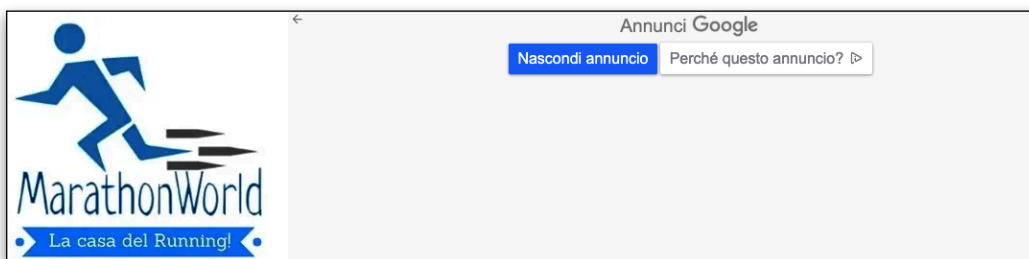 MarathonWorld
La casa del Running!
Annunci Google
Nascondi annuncio
Perché questo annuncio?